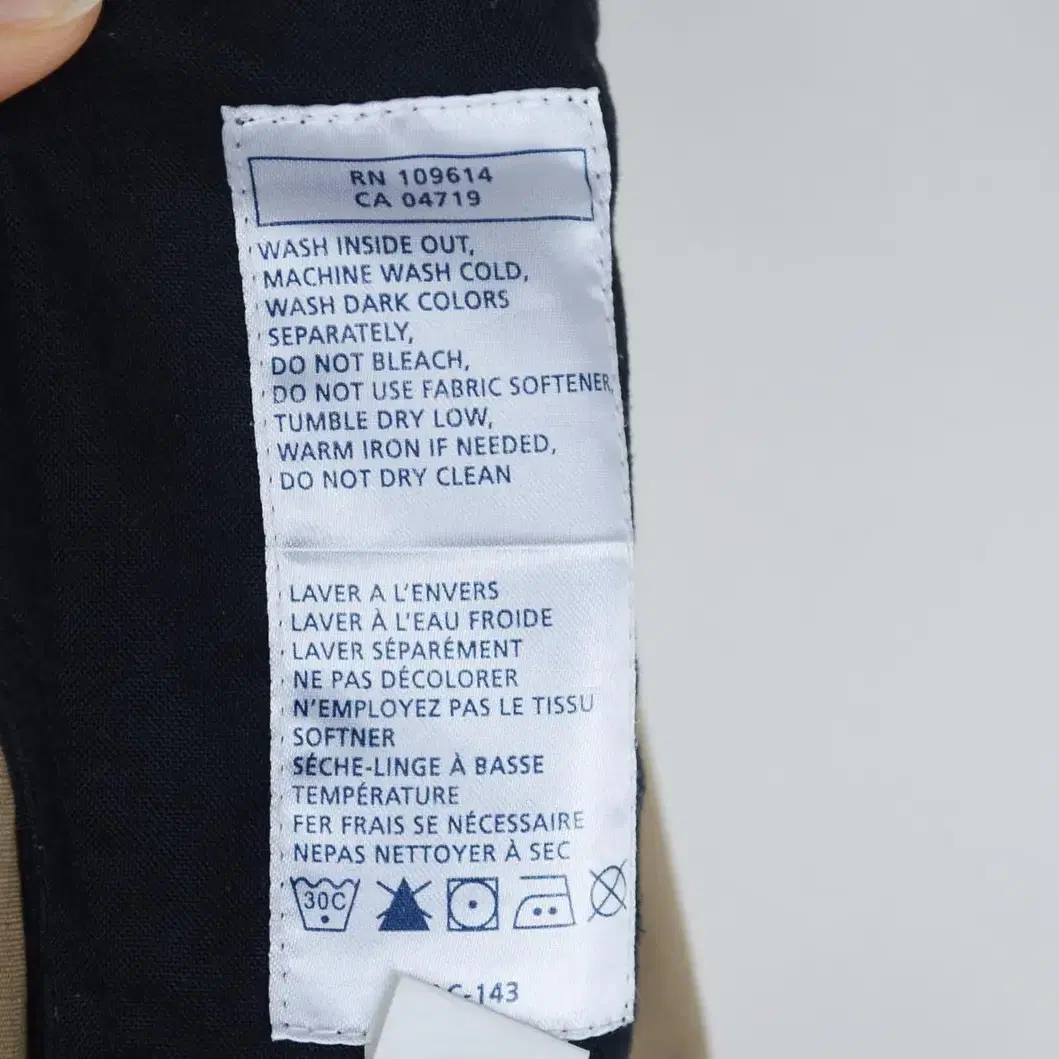 RN 109614
CA 04719
WASH INSIDE OUT,
MACHINE WASH COLD,
WASH DARK COLORS
SEPARATELY,
DO NOT BLEACH,
DO NOT USE FABRIC SOFTENER,
TUMBLE DRY LOW,
WARM IRON IF NEEDED,
DO NOT DRY CLEAN
LAVER A L'ENVERS
LAVER À L'EAU FROIDE
LAVER SÉPARÉMENT
NE PAS DÉCOLORER
N'EMPLOYEZ PAS LE TISSU
SOFTNER
SÉCHE-LINGE À BASSE
TEMPÉRATURE
FER FRAIS SE NÉCESSAIRE
NEPAS NETTOYER À SEC
30C
-143